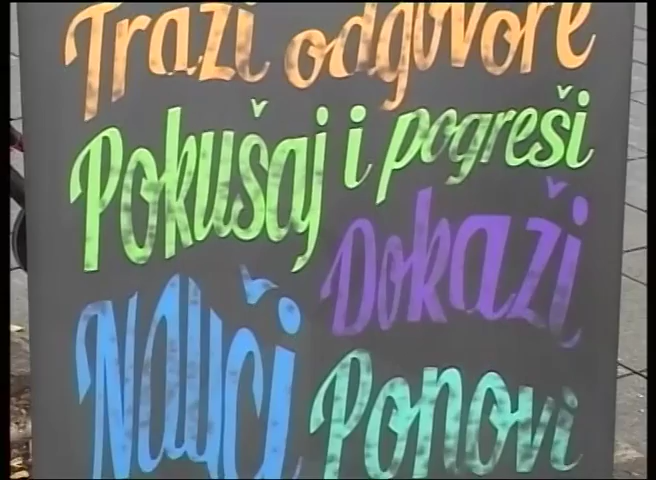 Traži odgovore
Pokušaj i pogreši
Dokaži
Nauči
Ponovi